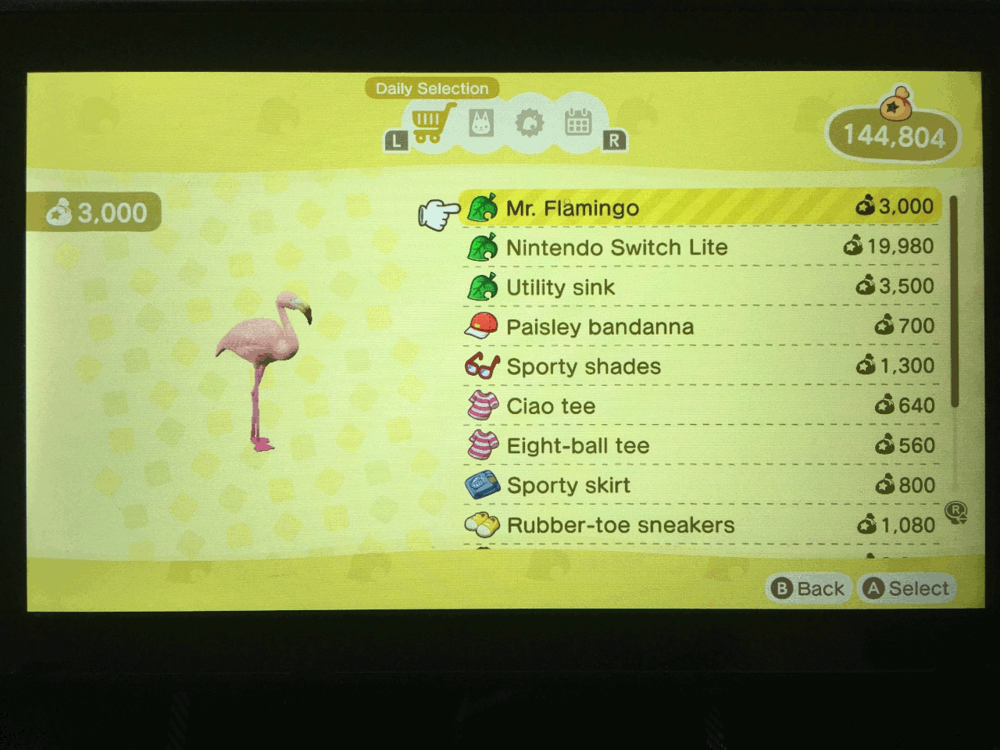 Daily Selection
L
R
144,804
3,000
Mr. Flamingo 3,000
Nintendo Switch Lite 19,980
Utility sink 3,500
Paisley bandanna 700
Sporty shades 1,300
Ciao tee 640
Eight-ball tee 560
Sporty skirt 800
Rubber-toe sneakers 1,080
R
B Back A Select